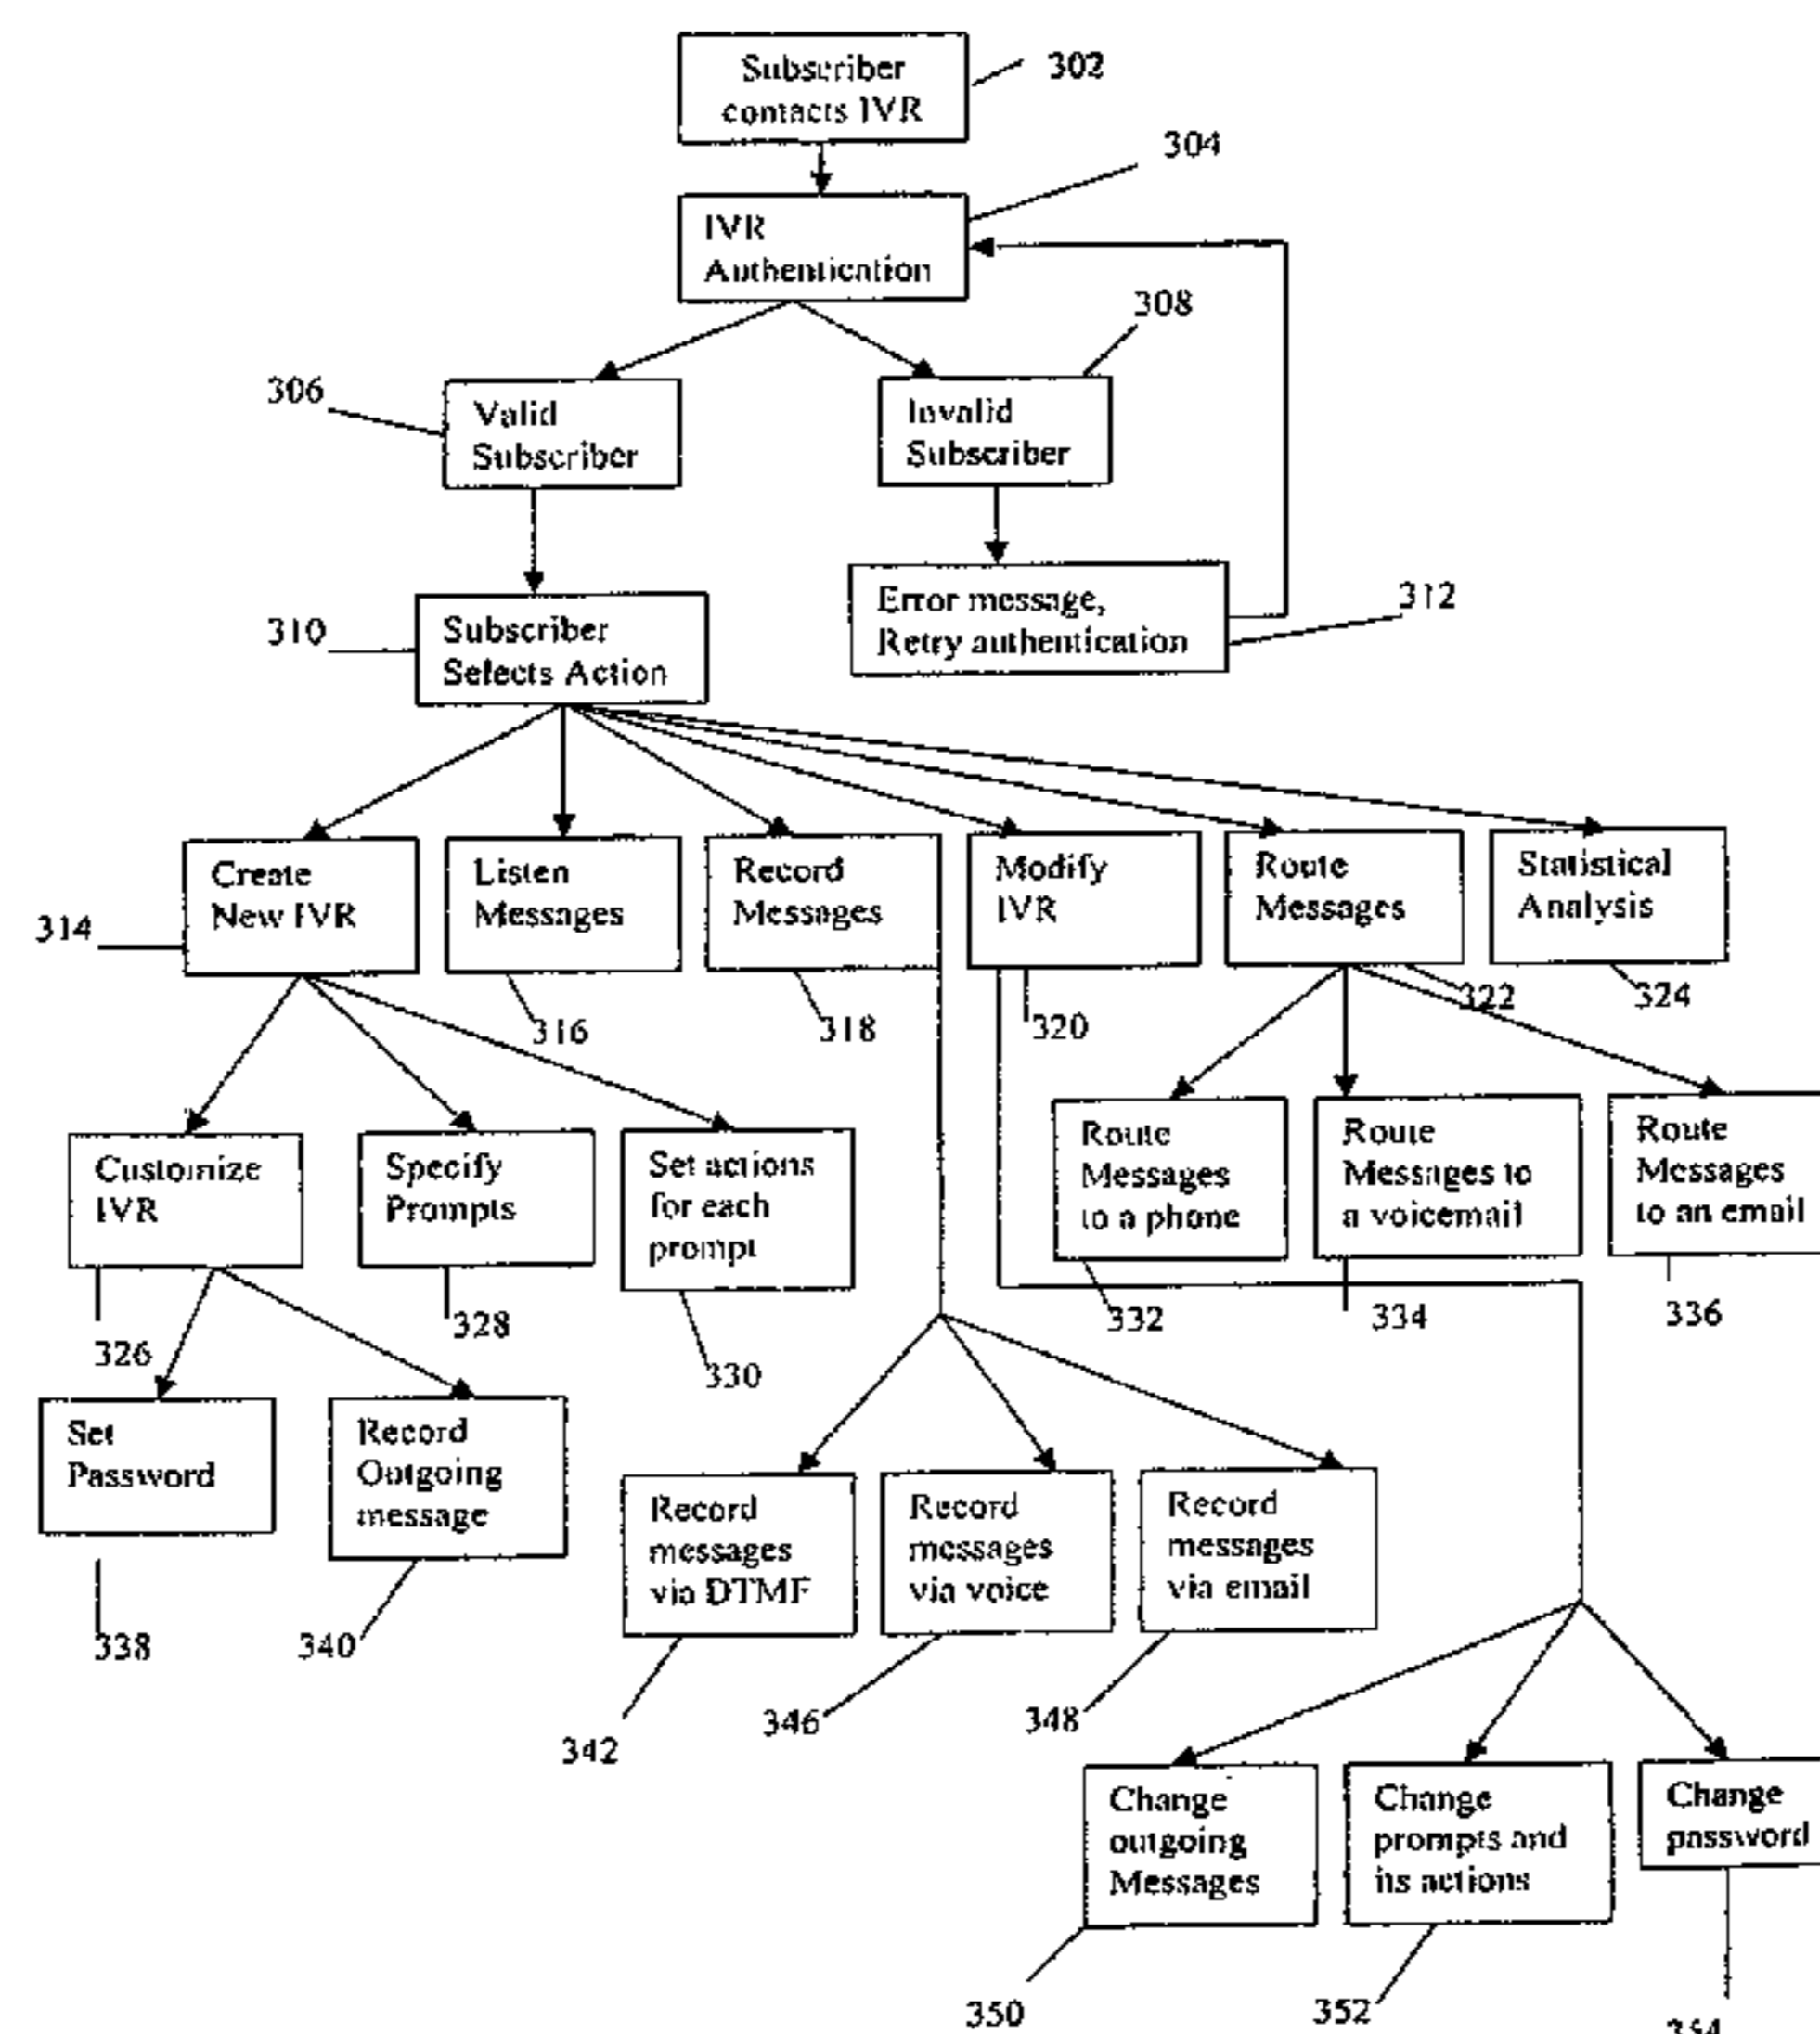 Subscriber
contacts IVR
302
304
IVR
Authentication
308
306
Valid
Subscriber
Invalid
Subscriber
312
310
Subscriber
Selects Action
Error message,
Retry authentication
Create
New IVR
Listen
Messages
Record
Messages
Modify
IVR
Route
Messages
Statistical
Analysis
314
316
318
320
322
324
Customize
IVR
Specify
Prompts
Set actions
for each
prompt
Route
Messages
to a phone
Route
Messages to
a voicemail
Route
Messages
to an email
326
328
330
332
334
336
Set
Password
Record
Outgoing
message
Record
messages
via DTMF
Record
messages
via voice
Record
messages
via email
338
340
342
346
348
Change
outgoing
Messages
Change
prompts and
its actions
Change
password
350
352
354